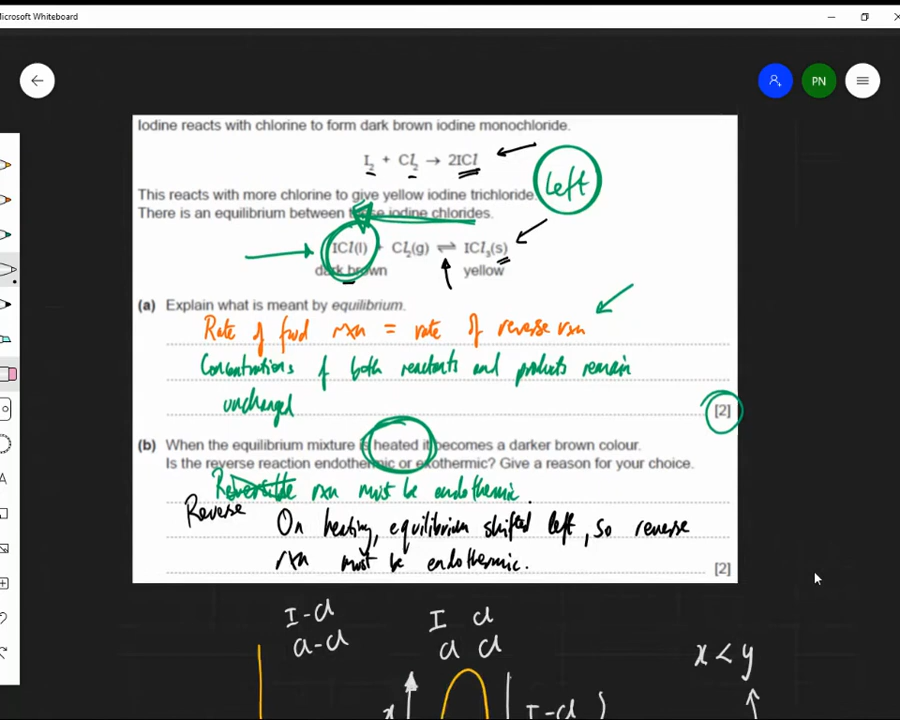 Microsoft Whiteboard
PN
Iodine reacts with chlorine to form dark brown iodine monochloride.
I₂ + Cl₂ → 2ICl
left
This reacts with more chlorine to give yellow iodine trichloride.
There is an equilibrium between these iodine chlorides.
ICl(l) + Cl₂(g) ⇌ ICl₃(s)
dark brown yellow
(a) Explain what is meant by equilibrium.
Rate of fwd rxn = rate of reverse rxn
Concentrations of both reactants and products remain
unchanged
[2]
(b) When the equilibrium mixture is heated it becomes a darker brown colour.
Is the reverse reaction endothermic or exothermic? Give a reason for your choice.
Reversible rxn must be endothermic.
Reverse
On heating, equilibrium shifted left, so reverse
rxn must be endothermic.
[2]
I-Cl I Cl
Cl-Cl Cl Cl
x < y
x
I-Cl